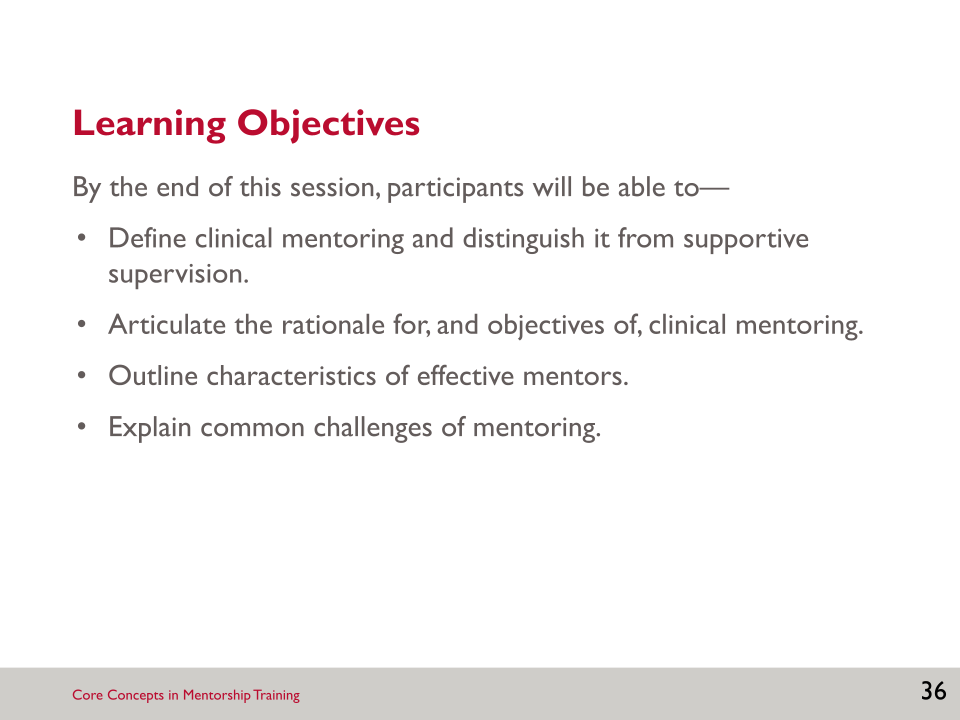 Learning Objectives
By the end of this session, participants will be able to—
• Define clinical mentoring and distinguish it from supportive
supervision.
• Articulate the rationale for, and objectives of, clinical mentoring.
• Outline characteristics of effective mentors.
• Explain common challenges of mentoring.
Core Concepts in Mentorship Training
36